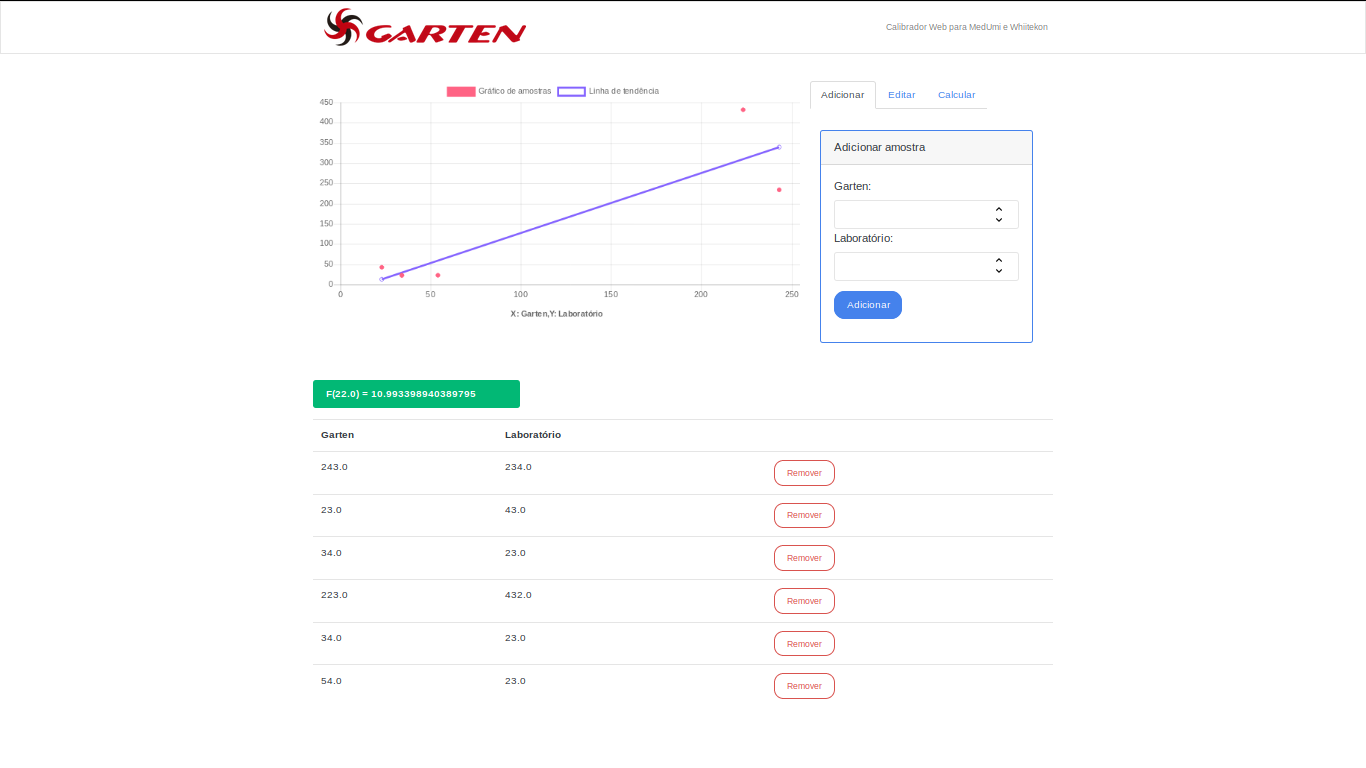 GARTEN
Calibrador Web para MedUmi e Whiitekon
Gráfico de amostras Linha de tendência
450
400
350
300
250
200
150
100
50
0
0 50 100 150 200 250
X: Garten,Y: Laboratório
Adicionar Editar Calcular
Adicionar amostra
Garten:
Laboratório:
Adicionar
F(22.0) = 10.993398940389795
Garten Laboratório
243.0 234.0 Remover
23.0 43.0 Remover
34.0 23.0 Remover
223.0 432.0 Remover
34.0 23.0 Remover
54.0 23.0 Remover